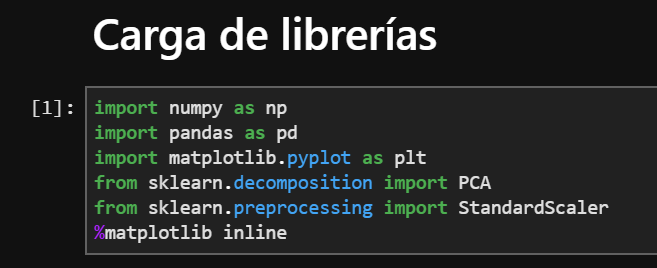 Carga de librerías
[1]:
import numpy as np
import pandas as pd
import matplotlib.pyplot as plt
from sklearn.decomposition import PCA
from sklearn.preprocessing import StandardScaler
%matplotlib inline